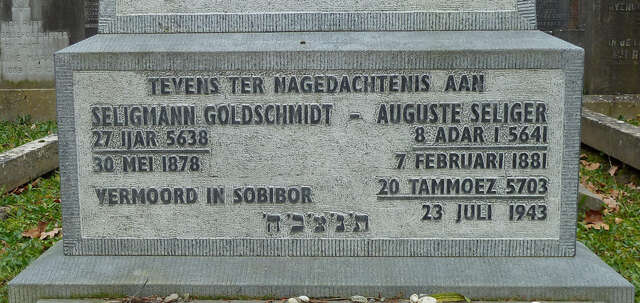 TEVENS TER NAGEDACHTENIS AAN
SELIGMANN GOLDSCHMIDT - AUGUSTE SELIGER
27 IJAR 5638 8 ADAR I 5641
30 MEI 1878 7 FEBRUARI 1881
VERMOORD IN SOBIBOR 20 TAMMOEZ 5703
23 JULI 1943
ת'נ'צ'ב'ה'